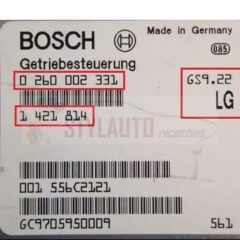 BOSCH
Made in Germany
085
Getriebesteuerung
0 260 002 331
GS9.22
LG
1 421 814
STYLAUTO
recambios
001 556C2121
GC9705950009
561